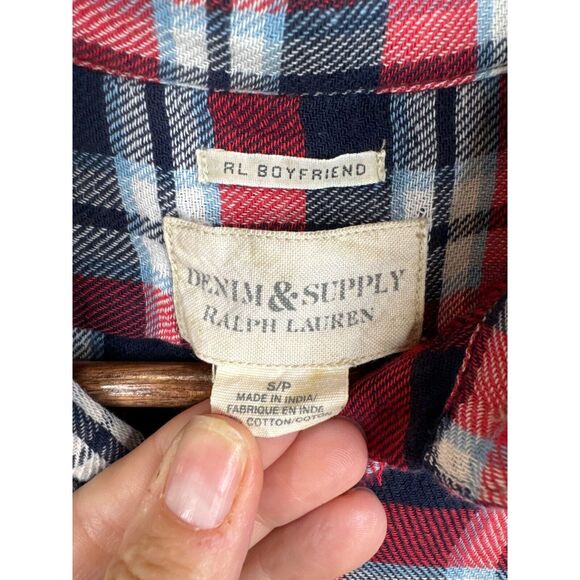 RL BOYFRIEND
DENIM & SUPPLY
RALPH LAUREN
S/P
MADE IN INDIA/
FABRIQUE EN INDE
% COTTON/COTON